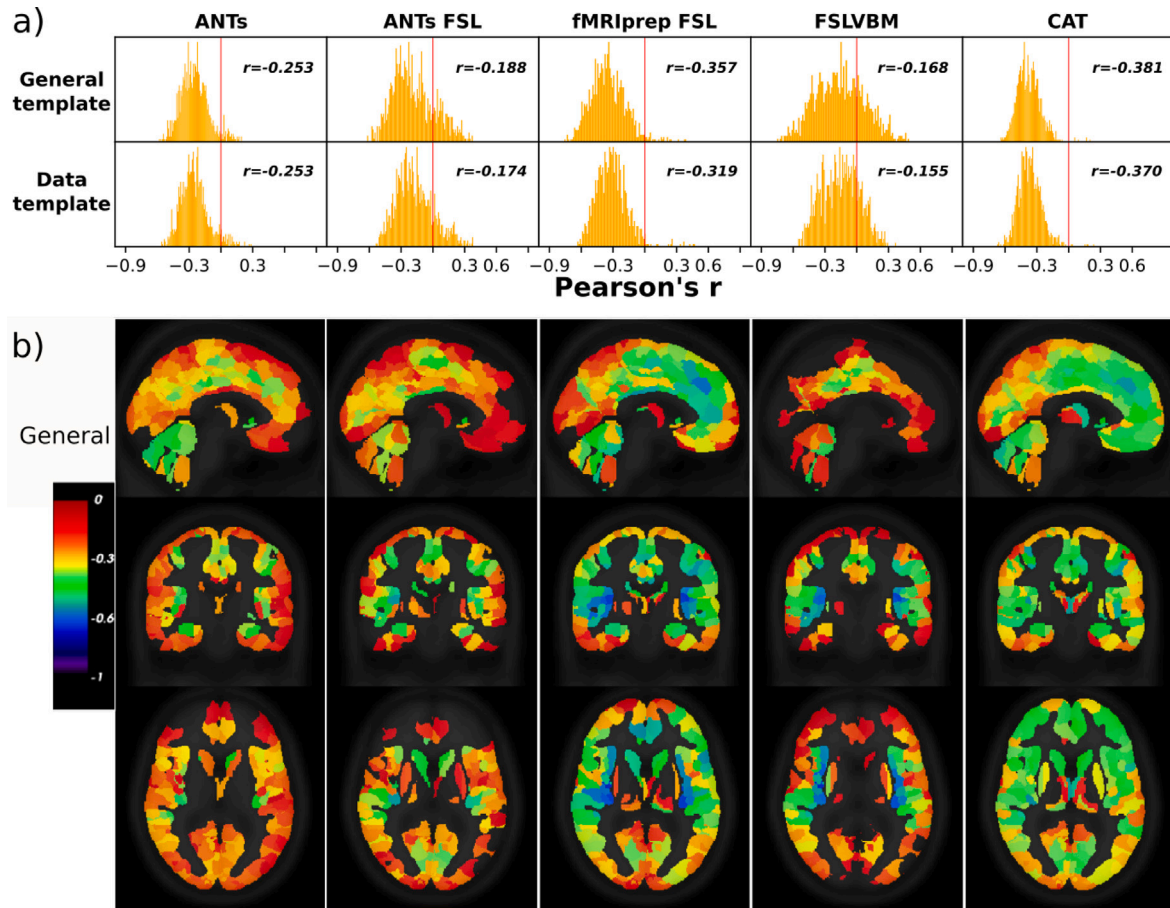 a)
ANTs ANTs FSL fMRIprep FSL FSLVBM CAT
General template r=-0.253 r=-0.188 r=-0.357 r=-0.168 r=-0.381
Data template r=-0.253 r=-0.174 r=-0.319 r=-0.155 r=-0.370
−0.9 −0.3 0.3 −0.9 −0.3 0.3 0.6 −0.9 −0.3 0.3 −0.9 −0.3 0.3 0.6 −0.9 −0.3 0.3 0.6
Pearson's r
b)
General
0
-0.3
-0.6
-1